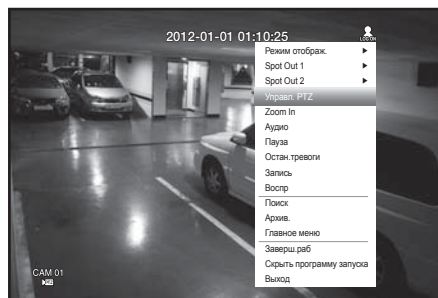 2012-01-01 01:10:25
LOG ON
Режим отображ.
Spot Out 1
Spot Out 2
Управл. PTZ
Zoom In
Аудио
Пауза
Остан.тревоги
Запись
Воспр
Поиск
Архив.
Главное меню
Заверш.раб
Скрыть программу запуска
Выход
CAM 01